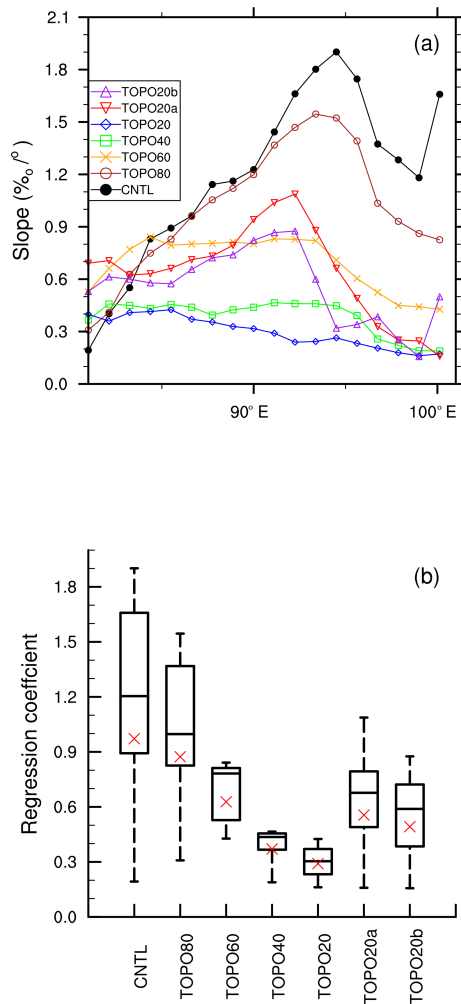 (a)
Slope (‰ /°)
2.1
1.8
1.5
1.2
0.9
0.6
0.3
0.0
TOPO20b
TOPO20a
TOPO20
TOPO40
TOPO60
TOPO80
CNTL
90° E
100° E
(b)
Regression coeffcient
1.8
1.5
1.2
0.9
0.6
0.3
0.0
CNTL
TOPO80
TOPO60
TOPO40
TOPO20
TOPO20a
TOPO20b